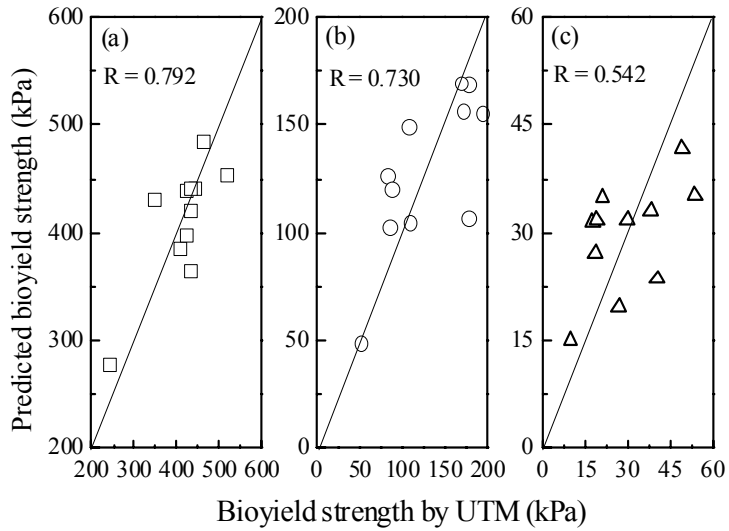 Predicted bioyield strength (kPa)
600
500
400
300
200
(a)
R = 0.792
200 300 400 500 600
200
150
100
50
0
(b)
R = 0.730
0 50 100 150 200
60
45
30
15
0
(c)
R = 0.542
0 15 30 45 60
Bioyield strength by UTM (kPa)